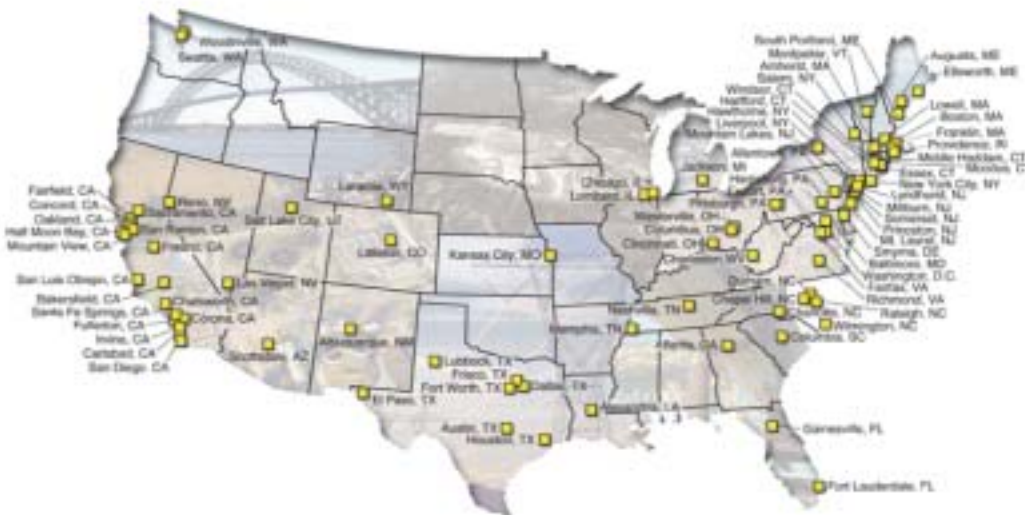 Woodinville, WA
Seattle, WA
Fairfield, CA
Concord, CA
Oakland, CA
Half Moon Bay, CA
Mountain View, CA
San Luis Obispo, CA
Bakersfield, CA
Santa Fe Springs, CA
Fullerton, CA
Irvine, CA
Carlsbad, CA
San Diego, CA
Reno, NV
Sacramento, CA
San Ramon, CA
Fresno, CA
Las Vegas, NV
Chatsworth, CA
Corona, CA
Scottsdale, AZ
Salt Lake City, UT
Laramie, WY
Littleton, CO
Albuquerque, NM
El Paso, TX
Lubbock, TX
Frisco, TX
Fort Worth, TX
Dallas, TX
Austin, TX
Houston, TX
Kansas City, MO
Chicago, IL
Lombard, IL
Jackson, MI
Westerville, OH
Columbus, OH
Cincinnati, OH
Charleston, WV
Pittsburgh, PA
Nashville, TN
Memphis, TN
Atlanta, GA
Alexandria, LA
Gainesville, FL
Fort Lauderdale, FL
Durham, NC
Chapel Hill, NC
Charlotte, NC
Wilmington, NC
Columbia, SC
Raleigh, NC
Richmond, VA
Fairfax, VA
Washington, D.C.
Baltimore, MD
Smyrna, DE
Mt. Laurel, NJ
Princeton, NJ
Somerset, NJ
Millburn, NJ
Lyndhurst, NJ
New York City, NY
Essex, CT
Middle Haddam, CT
Providence, RI
Franklin, MA
Boston, MA
Lowell, MA
Ellsworth, ME
Augusta, ME
South Portland, ME
Montpelier, VT
Amherst, MA
Salem, NY
Windsor, CT
Hartford, CT
Hawthorne, NY
Liverpool, NY
Mountain Lakes, NJ